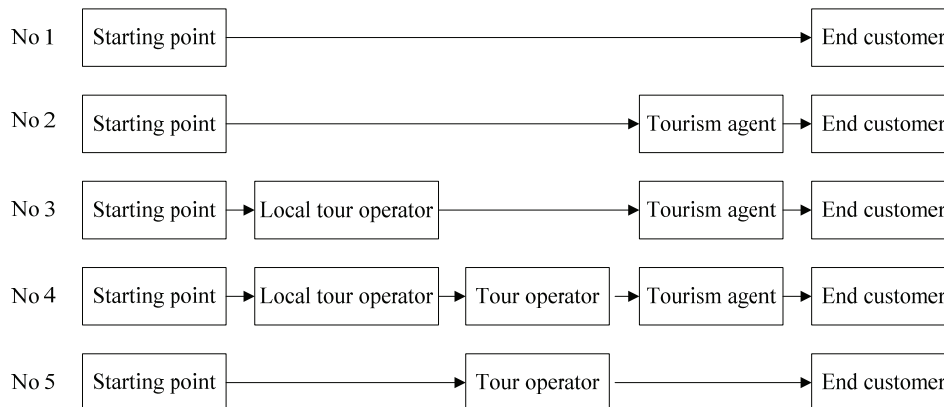 No 1 Starting point End customer
No 2 Starting point Tourism agent End customer
No 3 Starting point Local tour operator Tourism agent End customer
No 4 Starting point Local tour operator Tour operator Tourism agent End customer
No 5 Starting point Tour operator End customer